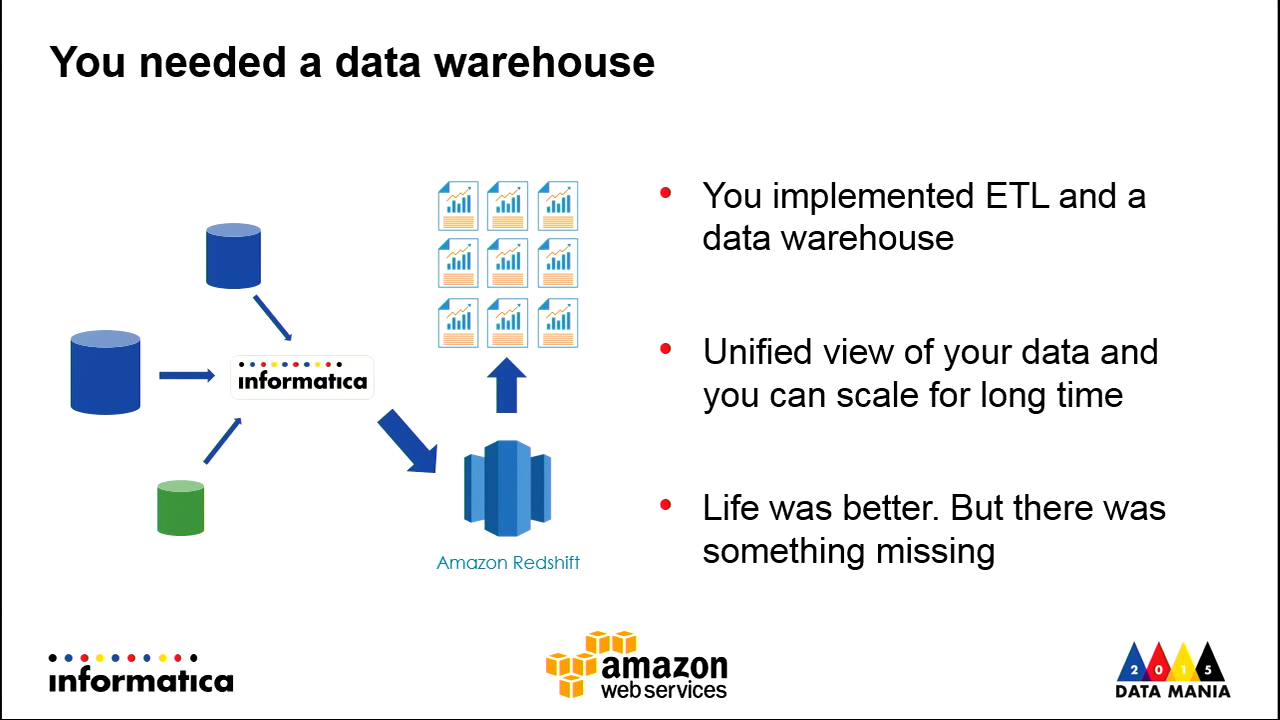 You needed a data warehouse
• You implemented ETL and a
data warehouse
• Unified view of your data and
you can scale for long time
• Life was better. But there was
something missing
informatica
Amazon Redshift
informatica
amazon
web services
2015
DATA MANIA